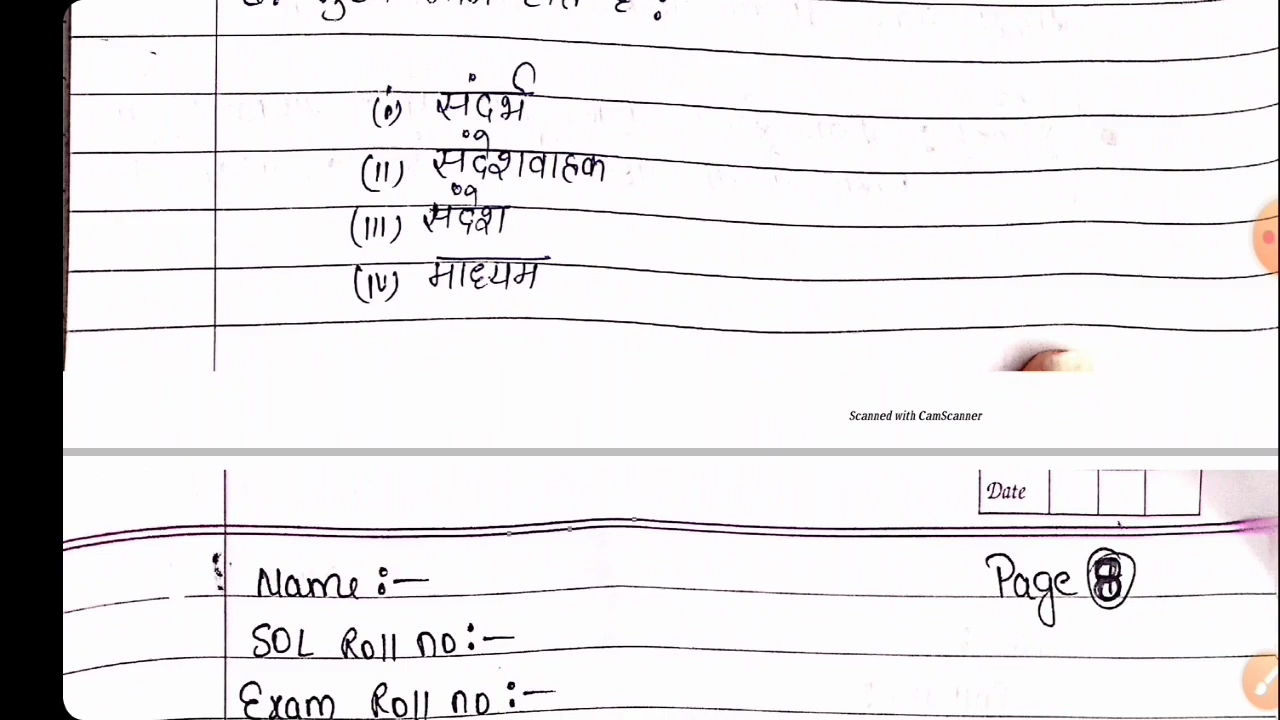 (i) संदर्भ
(II) संदेशवाहक
(III) संदेश
(IV) माध्यम
Scanned with CamScanner
Date
Name :-
Page 8
SOL Roll no :-
Exam Roll no :-